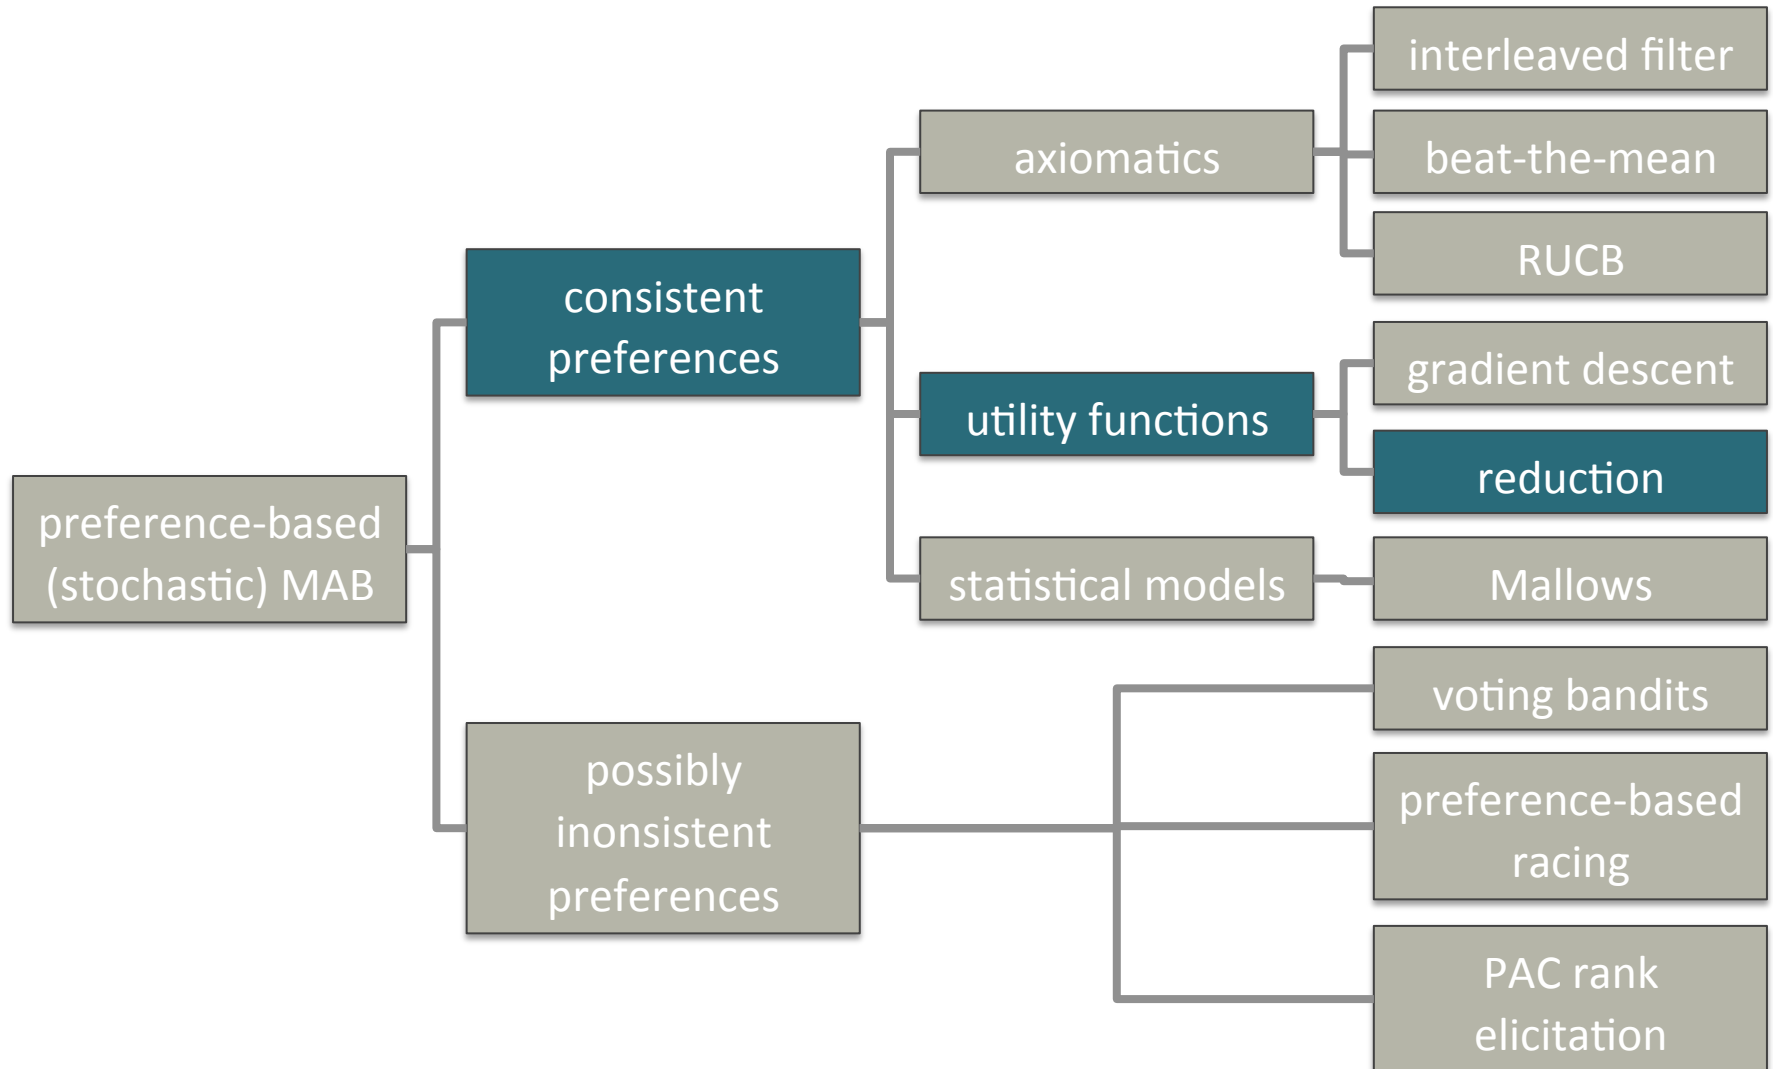 preference-based
(stochastic) MAB
consistent
preferences
possibly
inonsistent
preferences
axiomatics
utility functions
statistical models
interleaved filter
beat-the-mean
RUCB
gradient descent
reduction
Mallows
voting bandits
preference-based
racing
PAC rank
elicitation